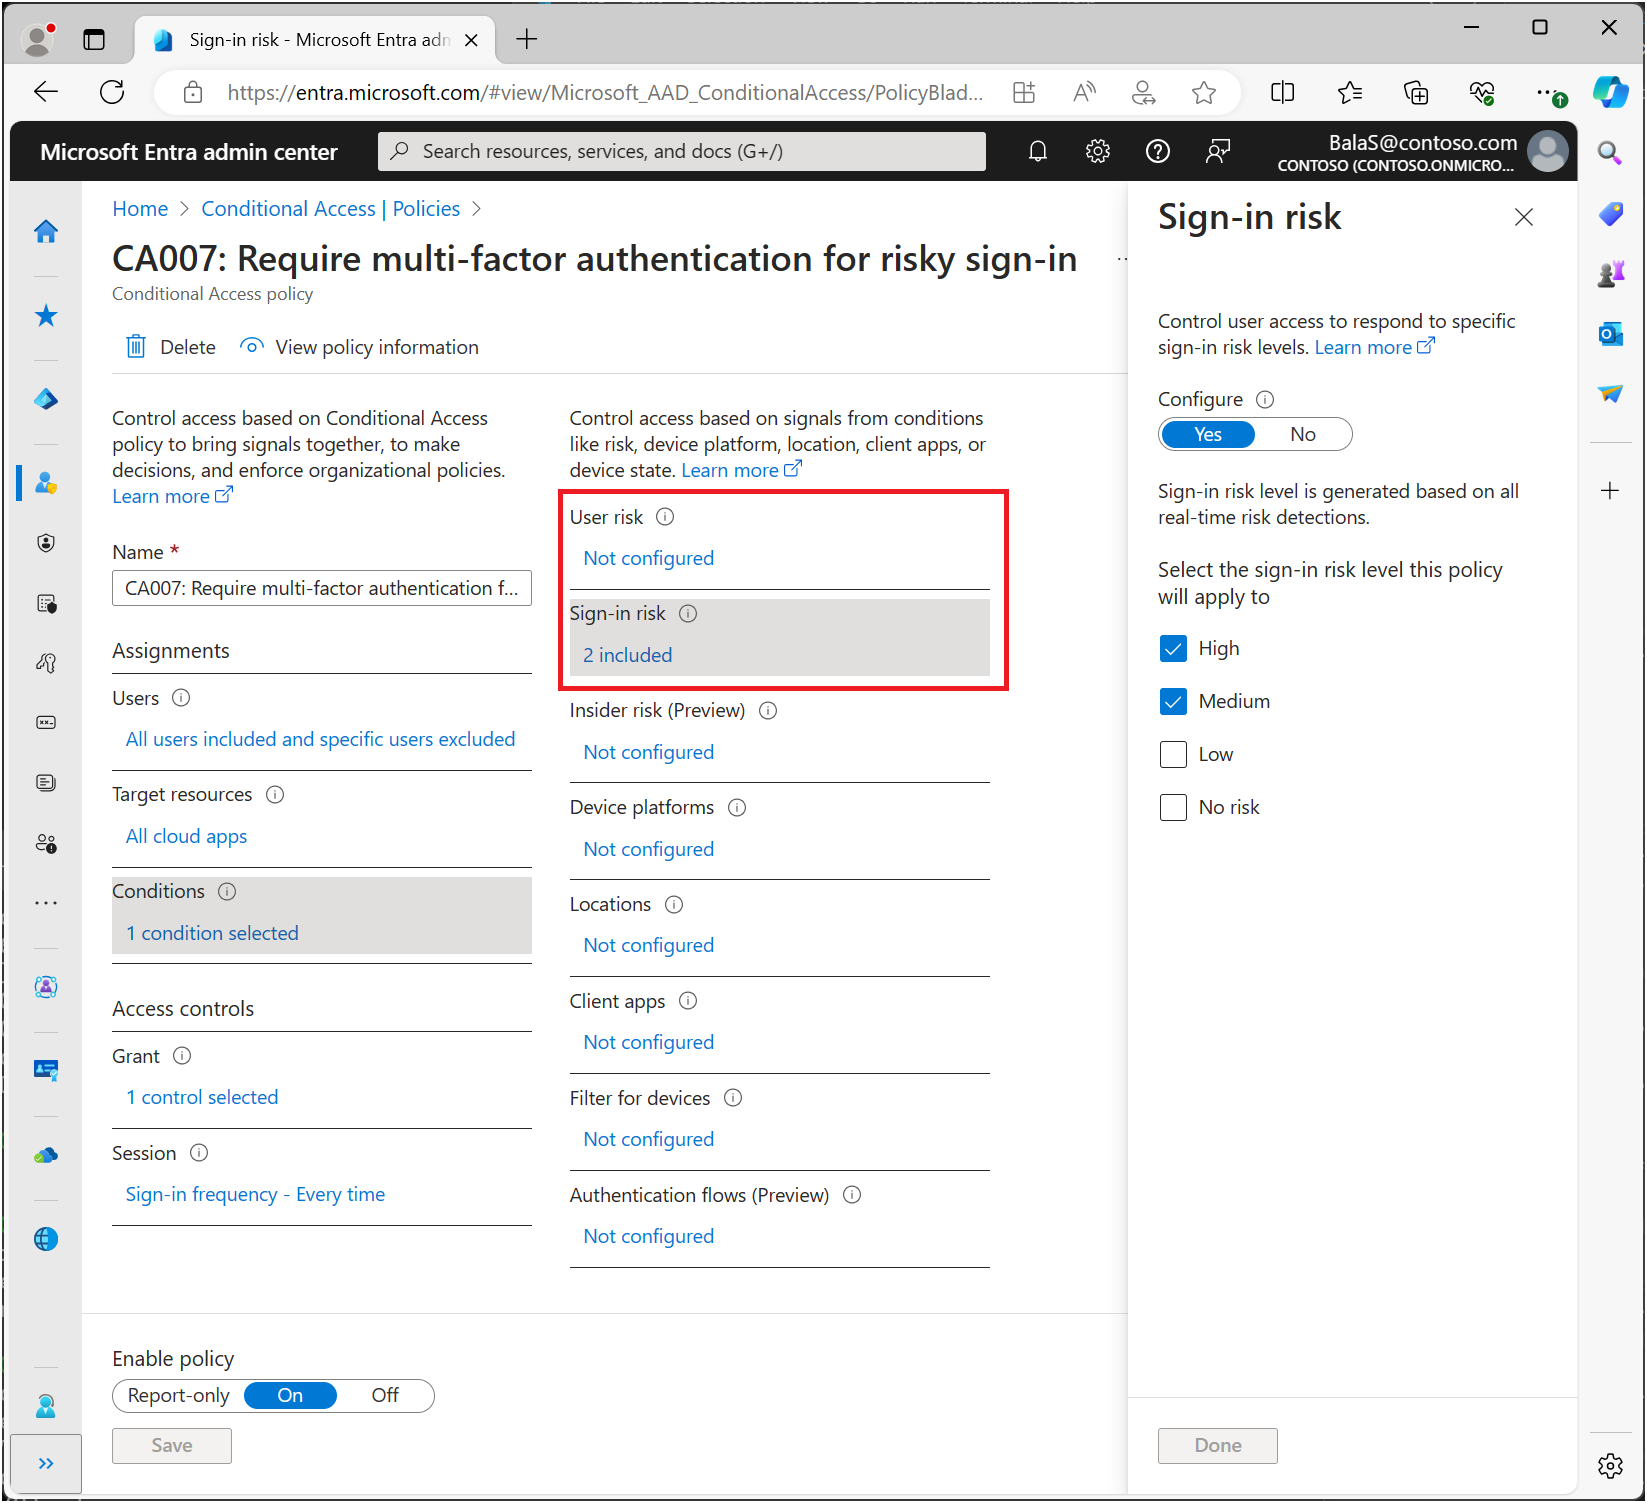 Sign-in risk - Microsoft Entra adm
https://entra.microsoft.com/#view/Microsoft_AAD_ConditionalAccess/PolicyBlad...
Microsoft Entra admin center
Search resources, services, and docs (G+/)
BalaS@contoso.com
CONTOSO (CONTOSO.ONMICRO...
Home > Conditional Access | Policies >
CA007: Require multi-factor authentication for risky sign-in ...
Conditional Access policy
Delete
View policy information
Control access based on Conditional Access
policy to bring signals together, to make
decisions, and enforce organizational policies.
Learn more
Name *
CA007: Require multi-factor authentication f...
Assignments
Users
All users included and specific users excluded
Target resources
All cloud apps
Conditions
1 condition selected
Access controls
Grant
1 control selected
Session
Sign-in frequency - Every time
Control access based on signals from conditions
like risk, device platform, location, client apps, or
device state. Learn more
User risk
Not configured
Sign-in risk
2 included
Insider risk (Preview)
Not configured
Device platforms
Not configured
Locations
Not configured
Client apps
Not configured
Filter for devices
Not configured
Authentication flows (Preview)
Not configured
Enable policy
Report-only On Off
Save
Sign-in risk
Control user access to respond to specific
sign-in risk levels. Learn more
Configure
Yes No
Sign-in risk level is generated based on all
real-time risk detections.
Select the sign-in risk level this policy
will apply to
High
Medium
Low
No risk
Done